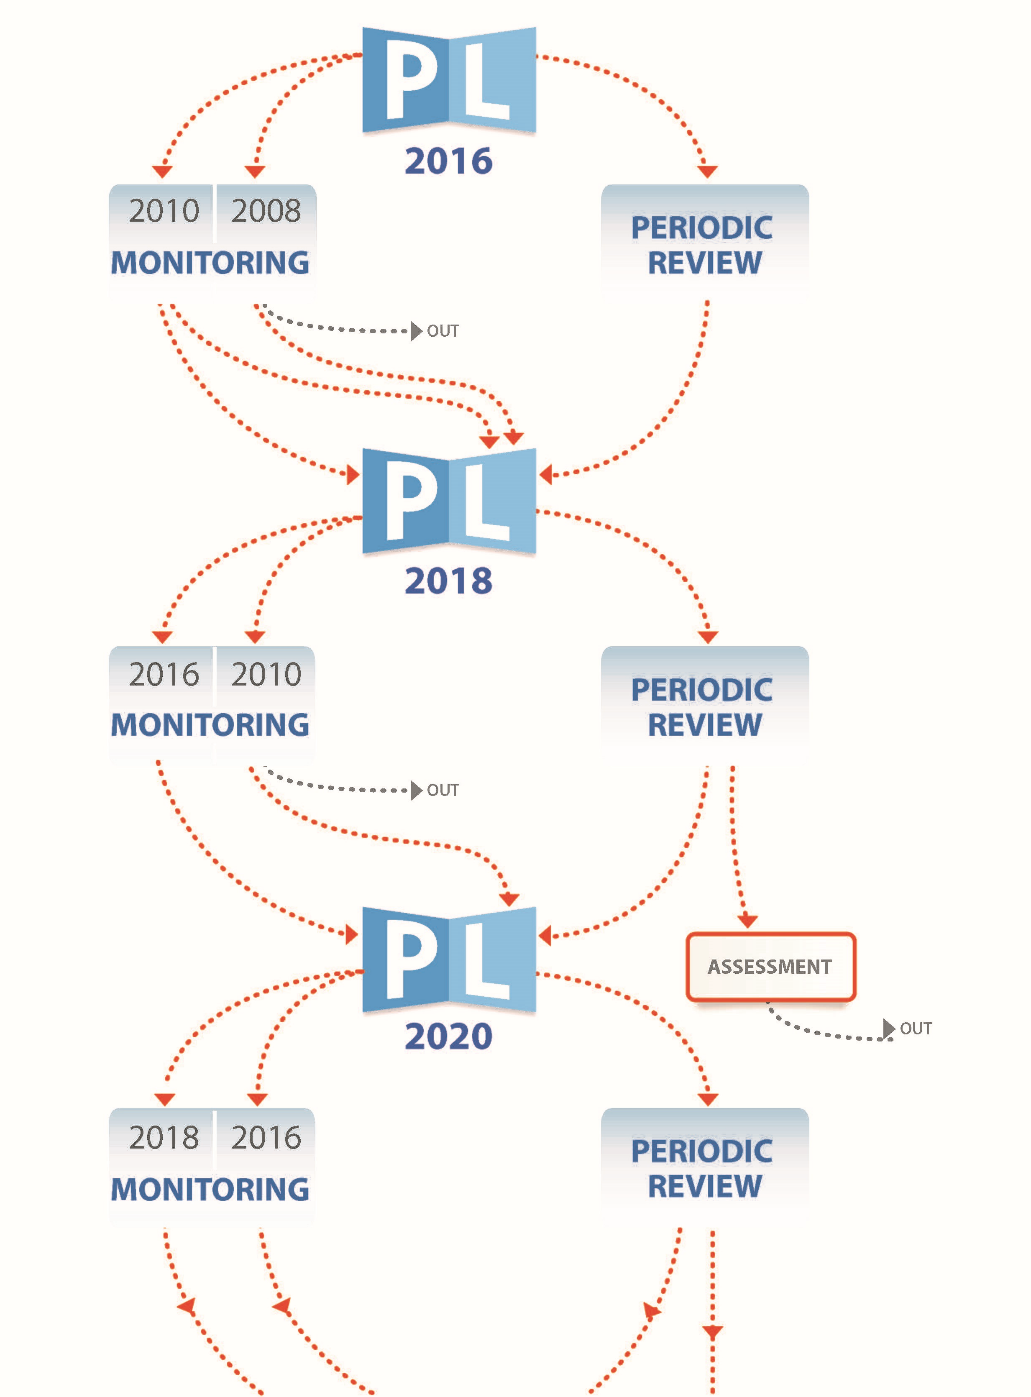 PL
2016
2010 2008
MONITORING
PERIODIC
REVIEW
OUT
PL
2018
2016 2010
MONITORING
PERIODIC
REVIEW
OUT
PL
2020
ASSESSMENT
OUT
2018 2016
MONITORING
PERIODIC
REVIEW